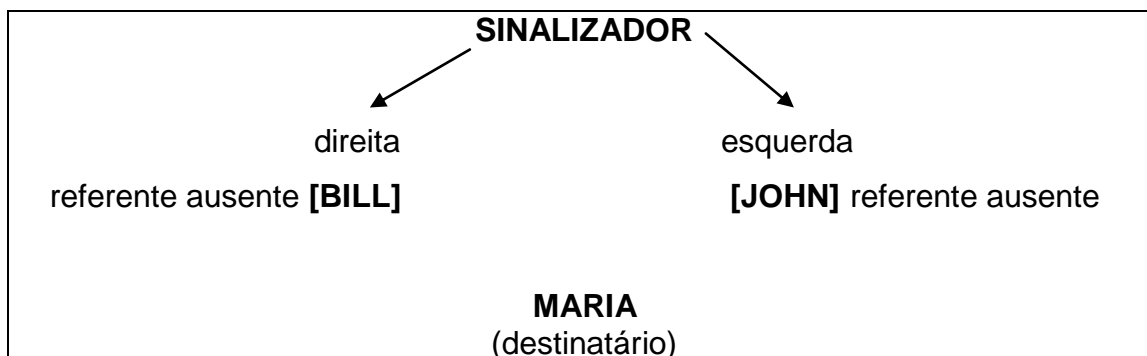 SINALIZADOR
direita esquerda
referente ausente [BILL] [JOHN] referente ausente
MARIA
(destinatário)